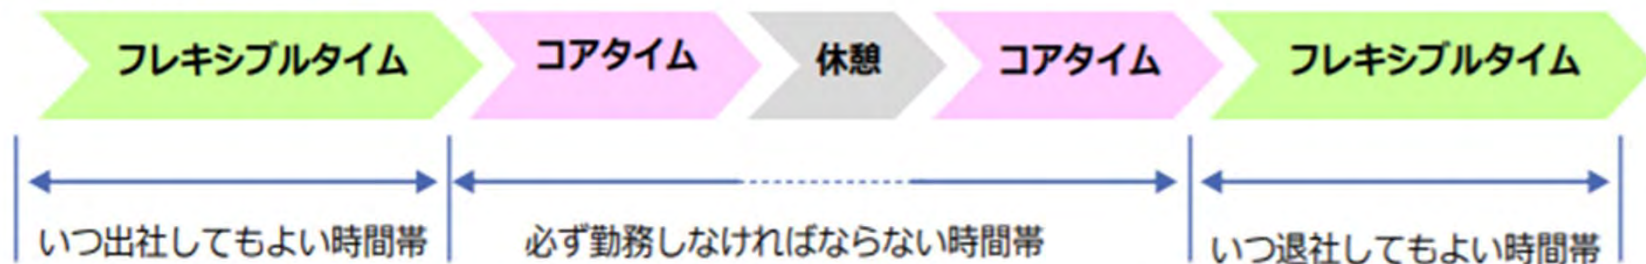 フレキシブルタイム
コアタイム
休憩
コアタイム
フレキシブルタイム
いつ出社してもよい時間帯
必ず勤務しなければならない時間帯
いつ退社してもよい時間帯